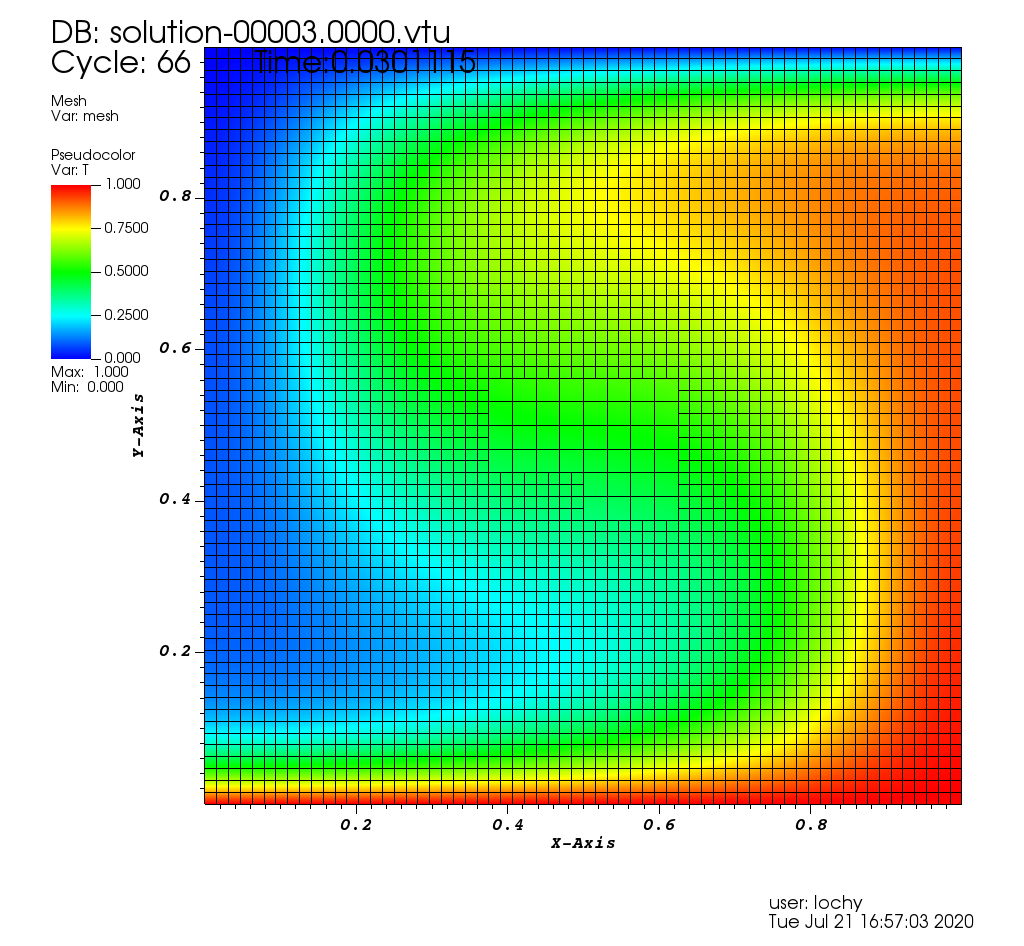 DB: solution-00003.0000.vtu
Cycle: 66 Time:0.0301115
Mesh
Var: mesh
Pseudocolor
Var: T
1.000
0.7500
0.5000
0.2500
0.000
Max: 1.000
Min: 0.000
Y-Axis
0.8
0.6
0.4
0.2
0.2 0.4 0.6 0.8
X-Axis
user: lochy
Tue Jul 21 16:57:03 2020